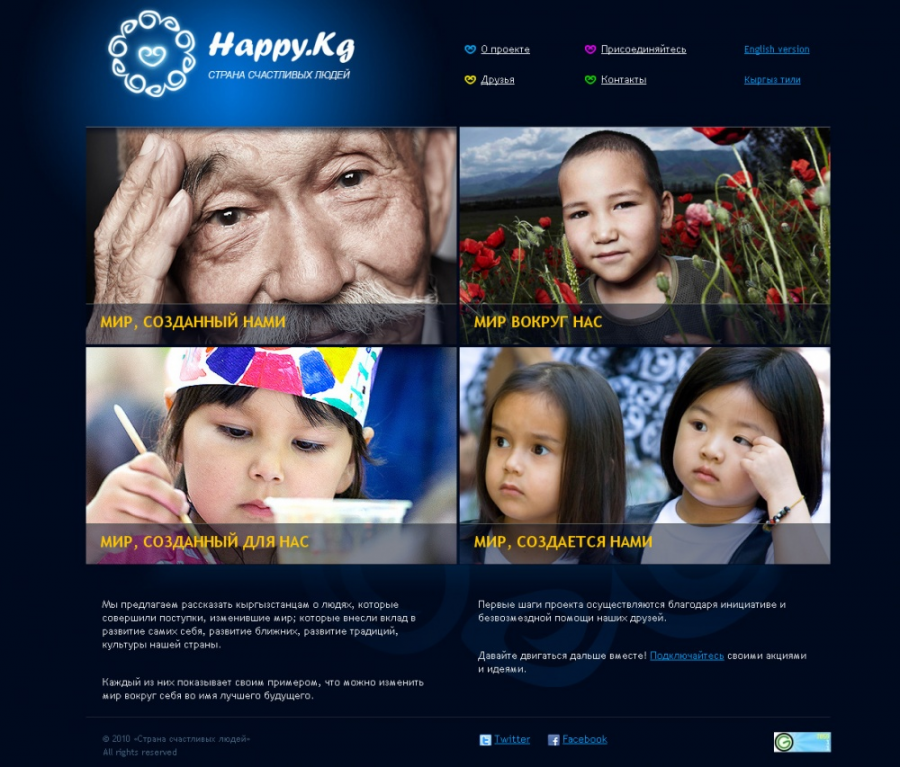 Happy.Kg
СТРАНА СЧАСТЛИВЫХ ЛЮДЕЙ
О проекте
Присоединяйтесь
English version
Друзья
Контакты
Кыргыз тили
МИР, СОЗДАННЫЙ НАМИ
МИР ВОКРУГ НАС
МИР, СОЗДАННЫЙ ДЛЯ НАС
МИР, СОЗДАЕТСЯ НАМИ
Мы предлагаем рассказать кыргызстанцам о людях, которые
совершили поступки, изменившие мир; которые внесли вклад в
развитие самих себя, развитие ближних, развитие традиций,
культуры нашей страны.
Каждый из них показывает своим примером, что можно изменить
мир вокруг себя во имя лучшего будущего.
Первые шаги проекта осуществляются благодаря инициативе и
безвозмездной помощи наших друзей.
Давайте двигаться дальше вместе! Подключайтесь своими акциями
и идеями.
© 2010 «Страна счастливых людей»
All rights reserved
Twitter
Facebook